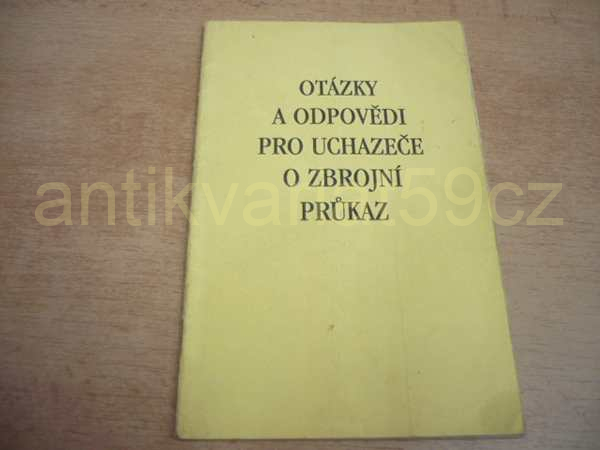 OTÁZKY
A ODPOVĚDI
PRO UCHAZEČE
O ZBROJNÍ
PRŮKAZ